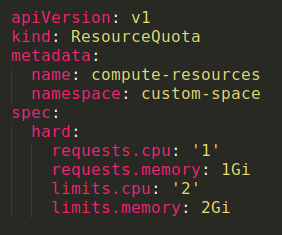 apiVersion: v1
kind: ResourceQuota
metadata:
  name: compute-resources
  namespace: custom-space
spec:
  hard:
    requests.cpu: '1'
    requests.memory: 1Gi
    limits.cpu: '2'
    limits.memory: 2Gi